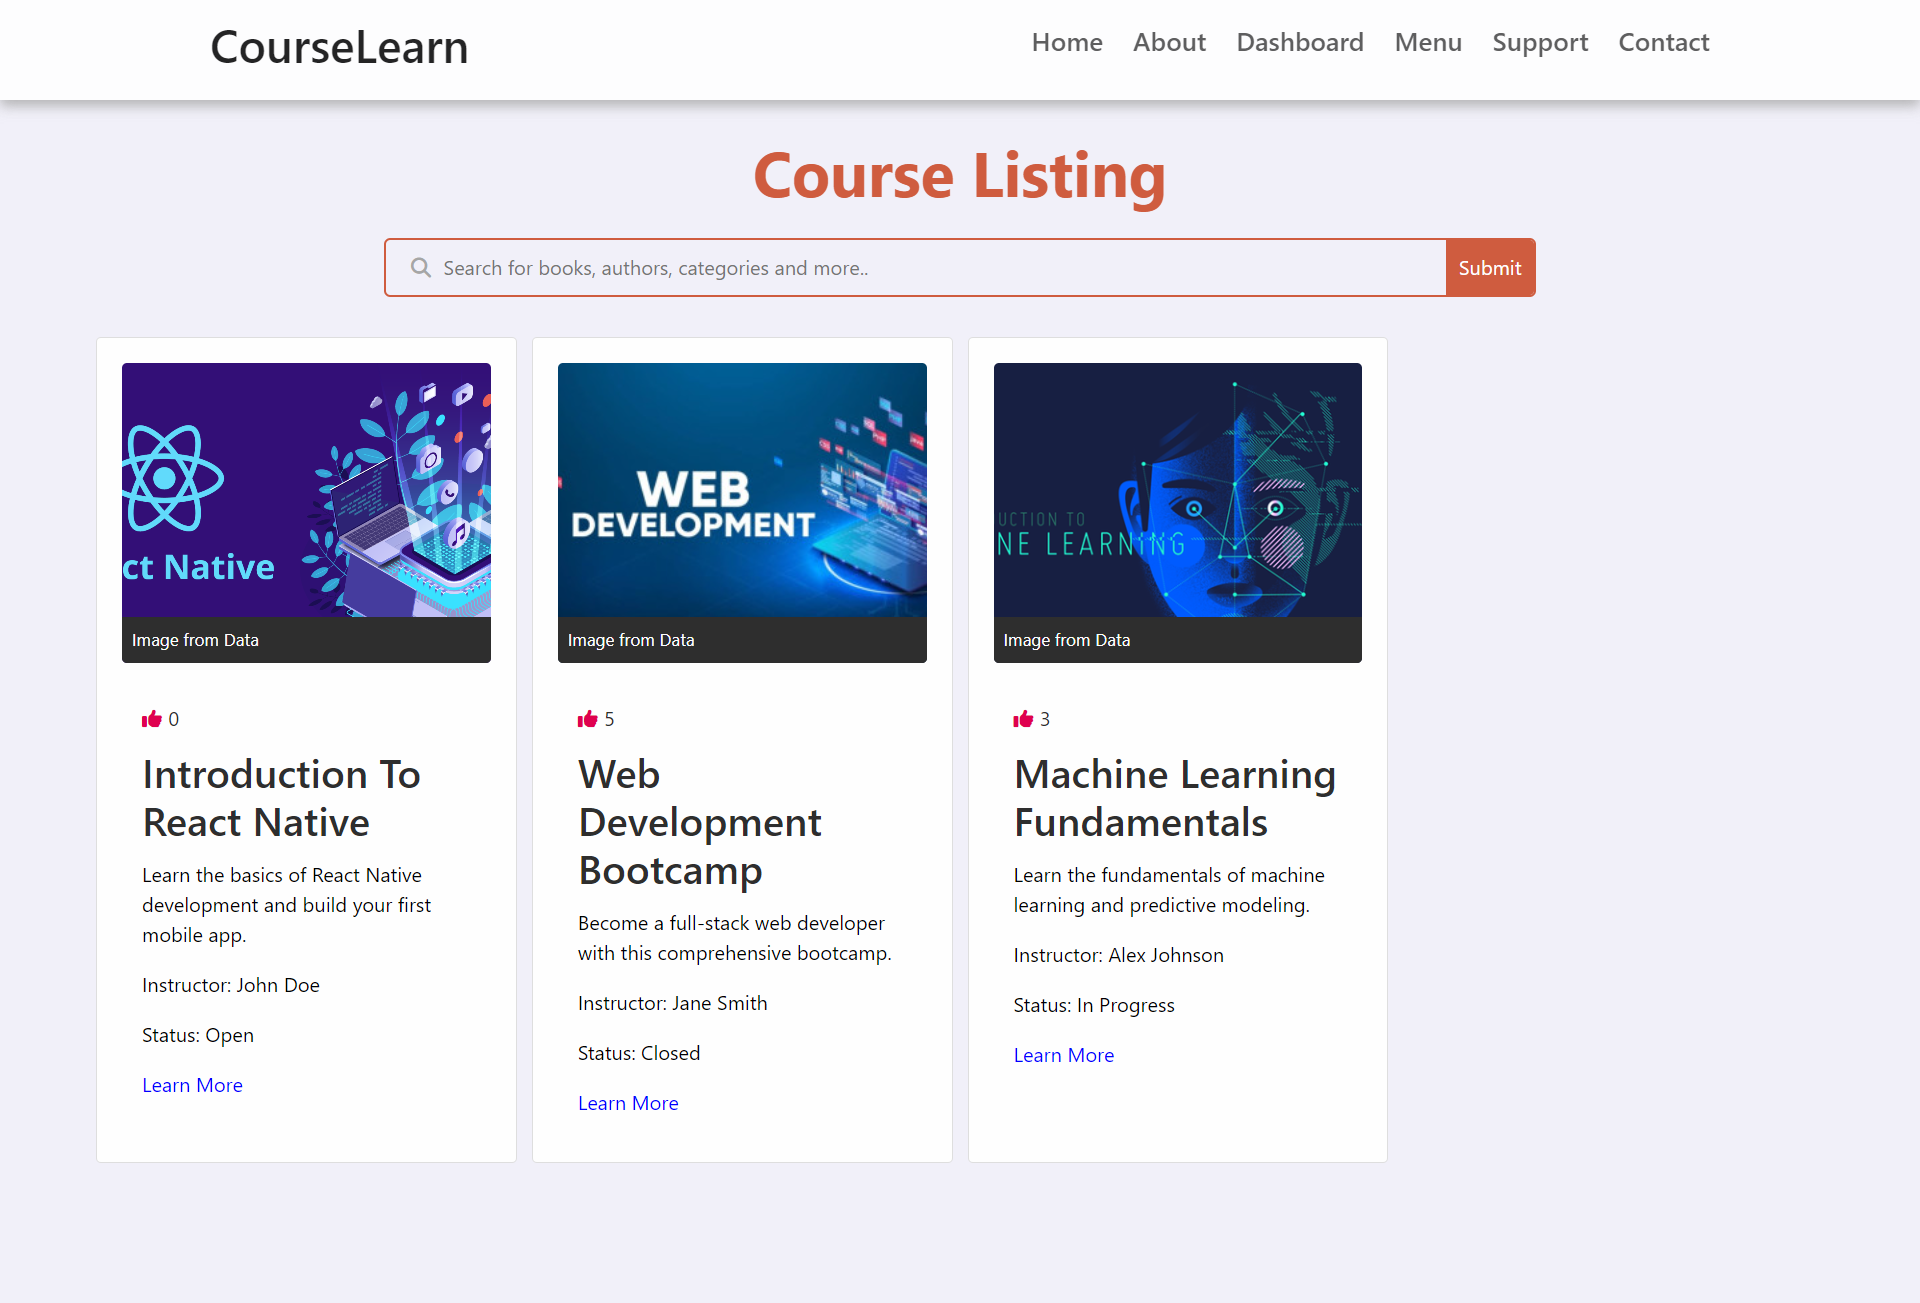 CourseLearn
Home About Dashboard Menu Support Contact
Course Listing
Search for books, authors, categories and more..
Submit
ct Native
Image from Data
0
Introduction To
React Native
Learn the basics of React Native
development and build your first
mobile app.
Instructor: John Doe
Status: Open
Learn More
WEB
DEVELOPMENT
Image from Data
5
Web
Development
Bootcamp
Become a full-stack web developer
with this comprehensive bootcamp.
Instructor: Jane Smith
Status: Closed
Learn More
UCTION TO
NE LEARNING
Image from Data
3
Machine Learning
Fundamentals
Learn the fundamentals of machine
learning and predictive modeling.
Instructor: Alex Johnson
Status: In Progress
Learn More